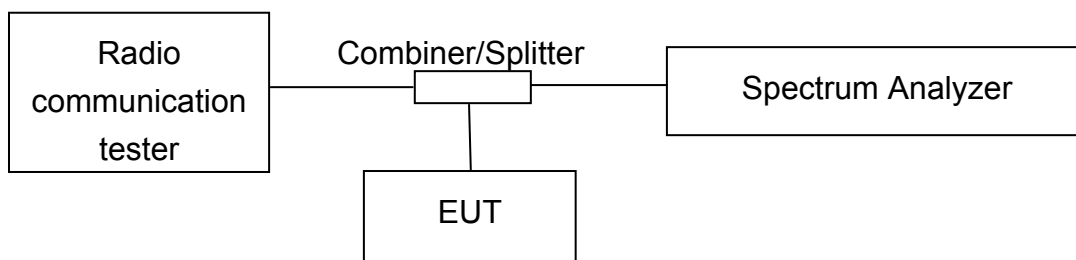 Radio
communication
tester
Combiner/Splitter
Spectrum Analyzer
EUT